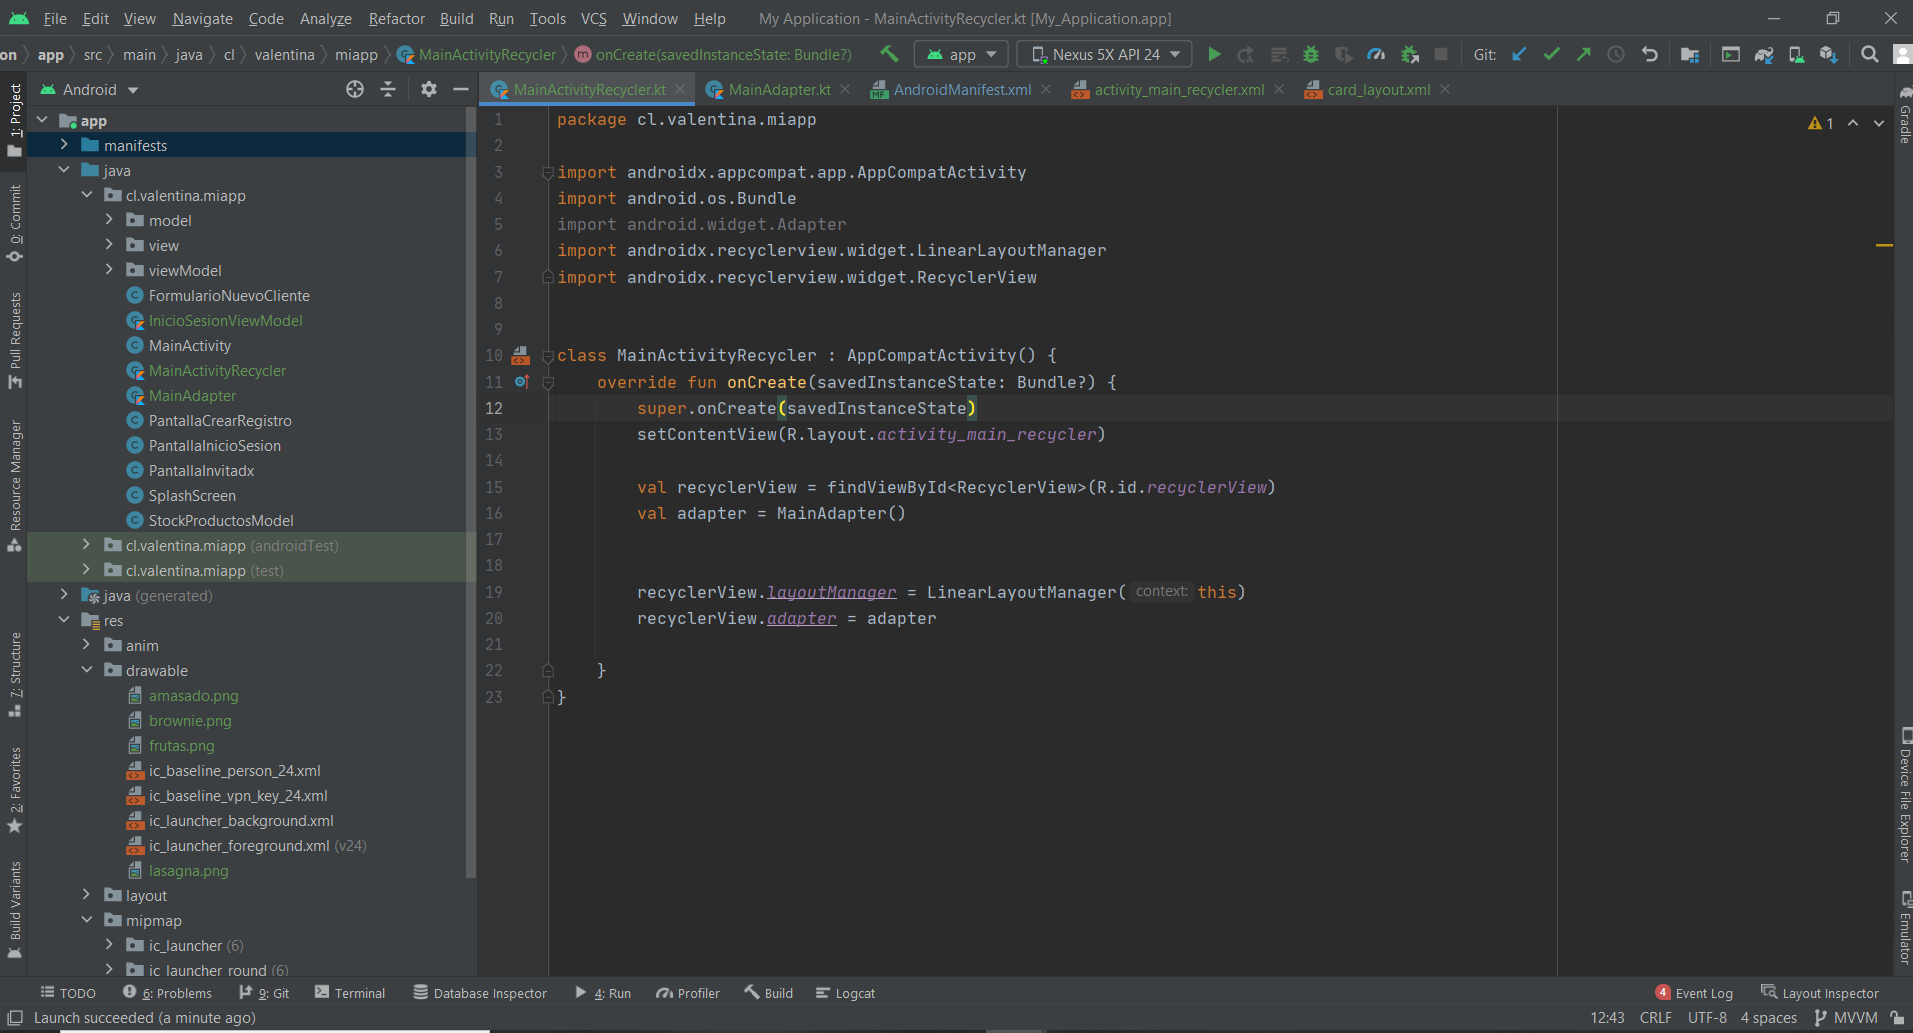 File Edit View Navigate Code Analyze Refactor Build Run Tools VCS Window Help My Application - MainActivityRecycler.kt [My_Application.app]
on app src main java cl valentina miapp MainActivityRecycler m onCreate(savedInstanceState: Bundle?) app Nexus 5X API 24 Git:
1: Project
0: Commit
Pull Requests
Resource Manager
7: Structure
2: Favorites
Build Variants
Android
app
manifests
java
cl.valentina.miapp
model
view
viewModel
C FormularioNuevoCliente
InicioSesionViewModel
C MainActivity
MainActivityRecycler
MainAdapter
C PantallaCrearRegistro
C PantallaInicioSesion
C PantallaInvitadx
C SplashScreen
C StockProductosModel
cl.valentina.miapp (androidTest)
cl.valentina.miapp (test)
java (generated)
res
anim
drawable
amasado.png
brownie.png
frutas.png
ic_baseline_person_24.xml
ic_baseline_vpn_key_24.xml
ic_launcher_background.xml
ic_launcher_foreground.xml (v24)
lasagna.png
layout
mipmap
ic_launcher (6)
ic_launcher_round (6)
MainActivityRecycler.kt MainAdapter.kt MF AndroidManifest.xml activity_main_recycler.xml card_layout.xml
1 package cl.valentina.miapp
2
3 import androidx.appcompat.app.AppCompatActivity
4 import android.os.Bundle
5 import android.widget.Adapter
6 import androidx.recyclerview.widget.LinearLayoutManager
7 import androidx.recyclerview.widget.RecyclerView
8
9
10 class MainActivityRecycler : AppCompatActivity() {
11 override fun onCreate(savedInstanceState: Bundle?) {
12 super.onCreate(savedInstanceState)
13 setContentView(R.layout.activity_main_recycler)
14
15 val recyclerView = findViewById<RecyclerView>(R.id.recyclerView)
16 val adapter = MainAdapter()
17
18
19 recyclerView.layoutManager = LinearLayoutManager( context: this)
20 recyclerView.adapter = adapter
21
22 }
23 }
1
Gradle
Device File Explorer
Emulator
TODO 6: Problems 9: Git Terminal Database Inspector 4: Run Profiler Build Logcat 4 Event Log Layout Inspector
Launch succeeded (a minute ago) 12:43 CRLF UTF-8 4 spaces MVVM